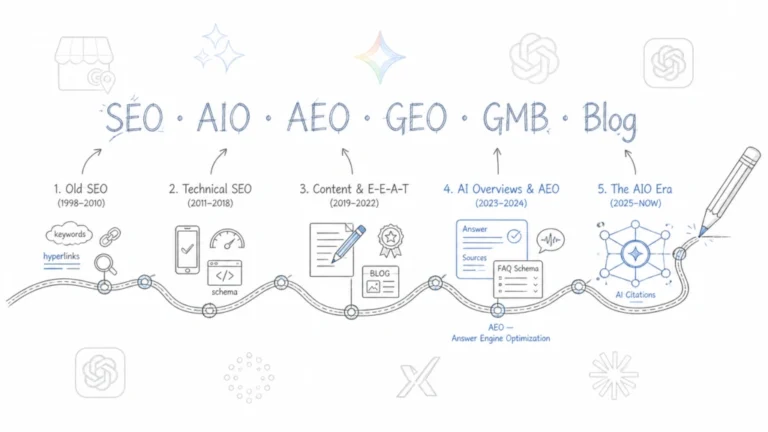 SEO · AIO · AEO · GEO · GMB · Blog
1. Old SEO
(1998–2010)
keywords
hyperlinks
2. Technical SEO
(2011–2018)
</>
schema
3. Content & E-E-A-T
(2019–2022)
BLOG
4. AI Overviews & AEO
(2023–2024)
Answer
Sources
FAQ Schema
AEO —
Answer Engine Optimization
5. The AIO Era
(2025–NOW)
AI Citations